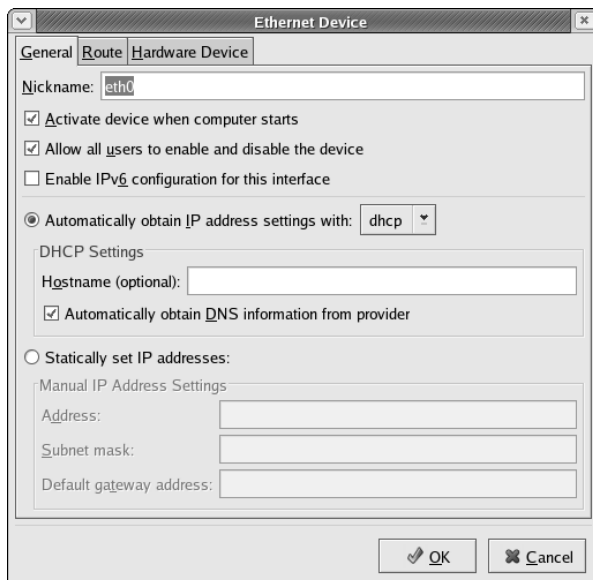 Ethernet Device
General Route Hardware Device
Nickname: eth0
Activate device when computer starts
Allow all users to enable and disable the device
Enable IPv6 configuration for this interface
Automatically obtain IP address settings with: dhcp
DHCP Settings
Hostname (optional):
Automatically obtain DNS information from provider
Statically set IP addresses:
Manual IP Address Settings
Address:
Subnet mask:
Default gateway address:
OK Cancel